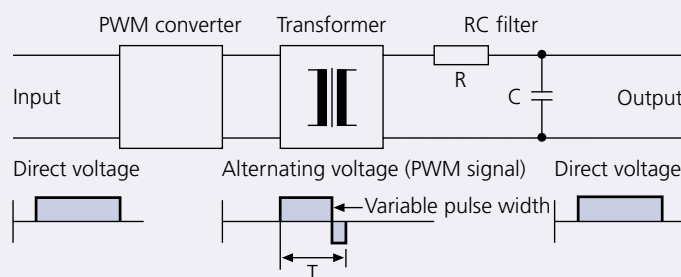 PWM converter Transformer RC filter
R
Input C Output
Direct voltage Alternating voltage (PWM signal) Direct voltage
Variable pulse width
T